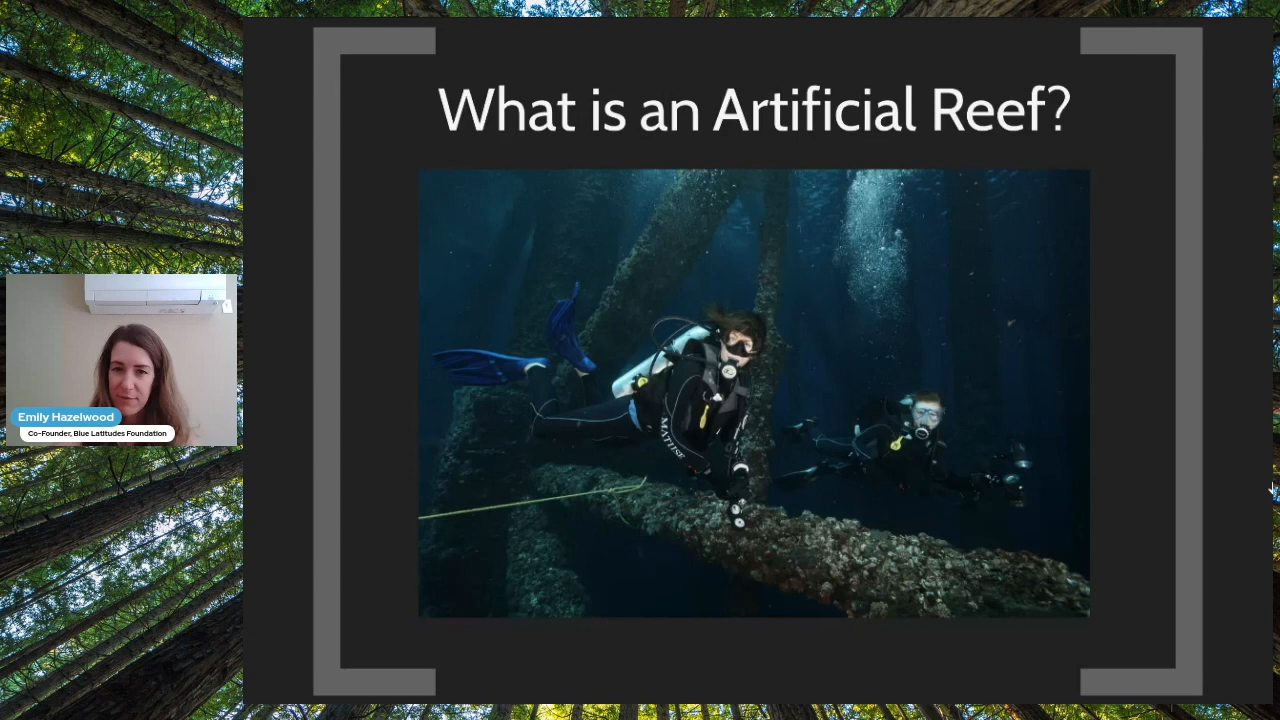 What is an Artificial Reef?
Emily Hazelwood
Co-Founder, Blue Latitudes Foundation